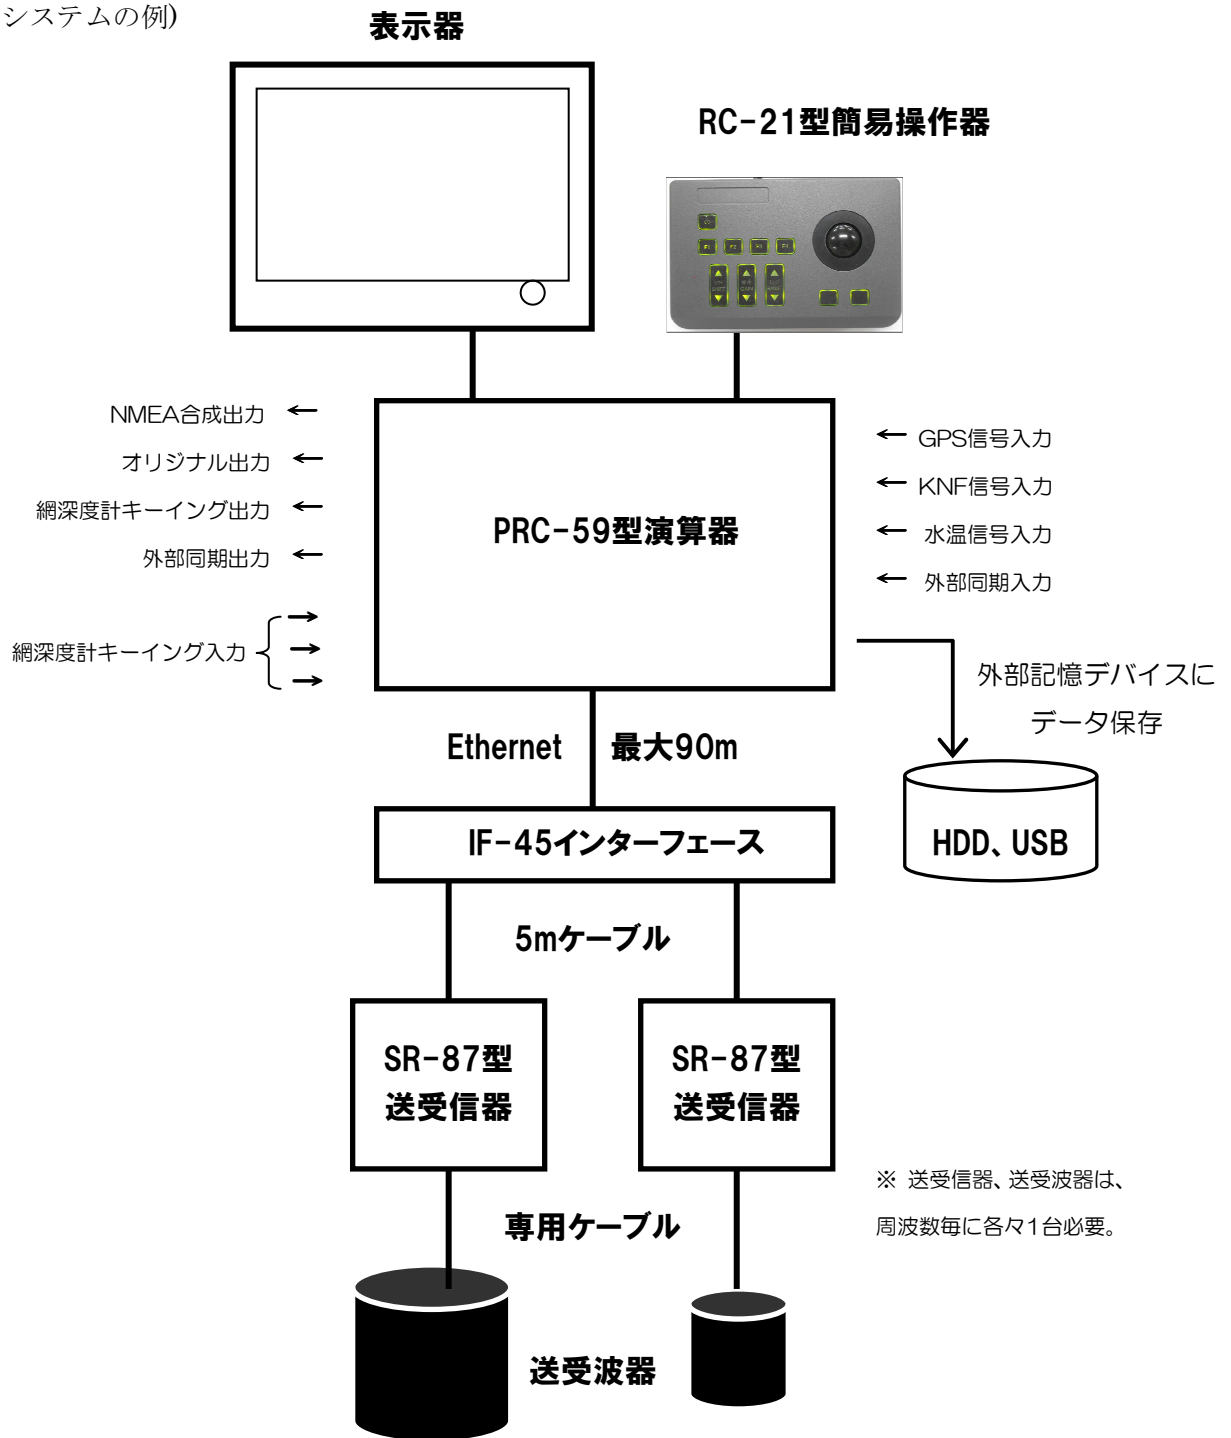 システムの例)
表示器
RC-21型簡易操作器
F1 F2
NMEA合成出力
オリジナル出力
網深度計キーイング出力
外部同期出力
網深度計キーイング入力
PRC-59型演算器
GPS信号入力
KNF信号入力
水温信号入力
外部同期入力
外部記憶デバイスに
データ保存
HDD、USB
Ethernet 最大90m
IF-45インターフェース
5mケーブル
SR-87型
送受信器
SR-87型
送受信器
専用ケーブル
送受波器
※ 送受信器、送受波器は、
周波数毎に各々1台必要。